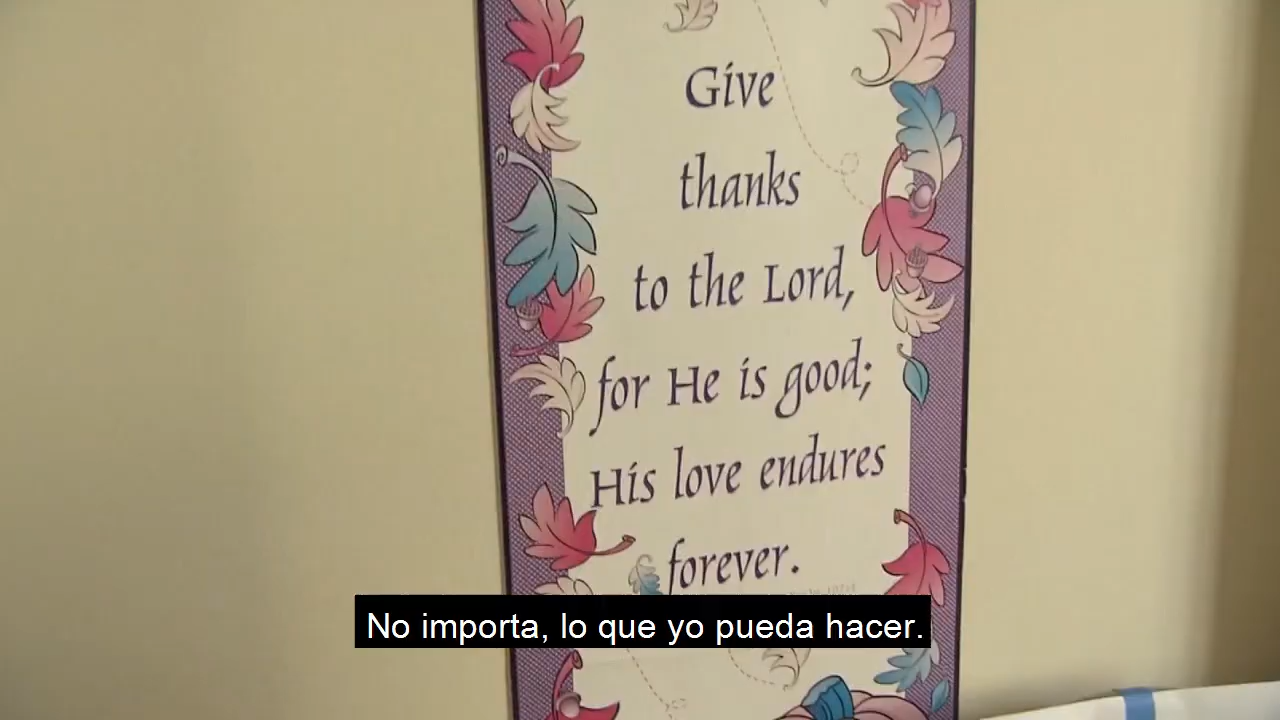 Give
thanks
to the Lord,
for He is good;
His love endures
forever.
No importa, lo que yo pueda hacer.